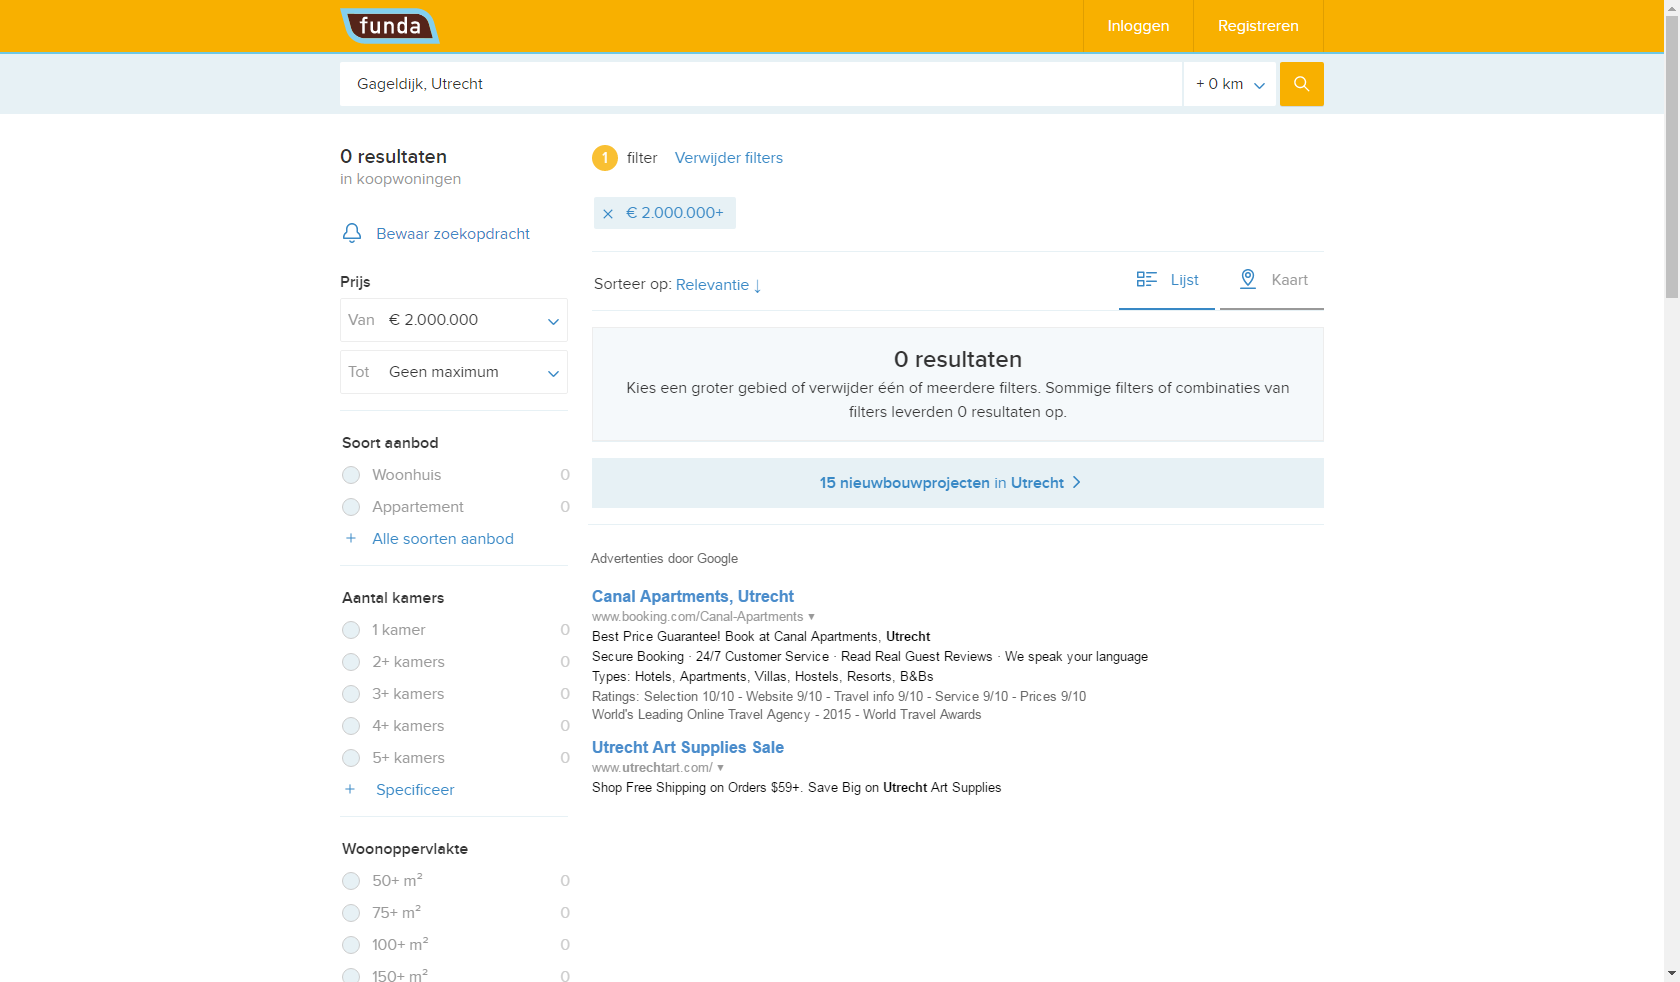 funda
Inloggen
Registreren
Gageldijk, Utrecht
+ 0 km
0 resultaten
in koopwoningen
Bewaar zoekopdracht
Prijs
Van € 2.000.000
Tot Geen maximum
Soort aanbod
Woonhuis 0
Appartement 0
+ Alle soorten aanbod
Aantal kamers
1 kamer 0
2+ kamers 0
3+ kamers 0
4+ kamers 0
5+ kamers 0
+ Specificeer
Woonoppervlakte
50+ m² 0
75+ m² 0
100+ m² 0
150+ m² 0
1 filter Verwijder filters
× € 2.000.000+
Sorteer op: Relevantie ↓
Lijst
Kaart
0 resultaten
Kies een groter gebied of verwijder één of meerdere filters. Sommige filters of combinaties van
filters leverden 0 resultaten op.
15 nieuwbouwprojecten in Utrecht >
Advertenties door Google
Canal Apartments, Utrecht
www.booking.com/Canal-Apartments ▼
Best Price Guarantee! Book at Canal Apartments, Utrecht
Secure Booking · 24/7 Customer Service · Read Real Guest Reviews · We speak your language
Types: Hotels, Apartments, Villas, Hostels, Resorts, B&Bs
Ratings: Selection 10/10 - Website 9/10 - Travel info 9/10 - Service 9/10 - Prices 9/10
World's Leading Online Travel Agency - 2015 - World Travel Awards
Utrecht Art Supplies Sale
www.utrechtart.com/ ▼
Shop Free Shipping on Orders $59+. Save Big on Utrecht Art Supplies